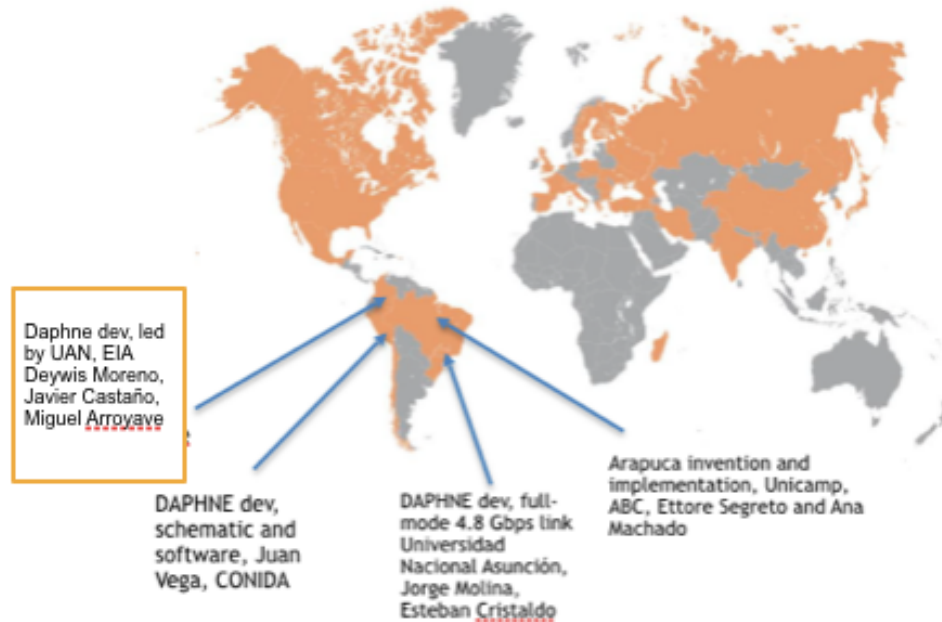 Daphne dev, led
by UAN, EIA
Deywis Moreno,
Javier Castaño,
Miguel Arroyave
DAPHNE dev,
schematic and
software, Juan
Vega, CONIDA
DAPHNE dev, full-
mode 4.8 Gbps link
Universidad
Nacional Asunción,
Jorge Molina,
Esteban Cristaldo
Arapuca invention and
implementation, Unicamp,
ABC, Ettore Segreto and Ana
Machado